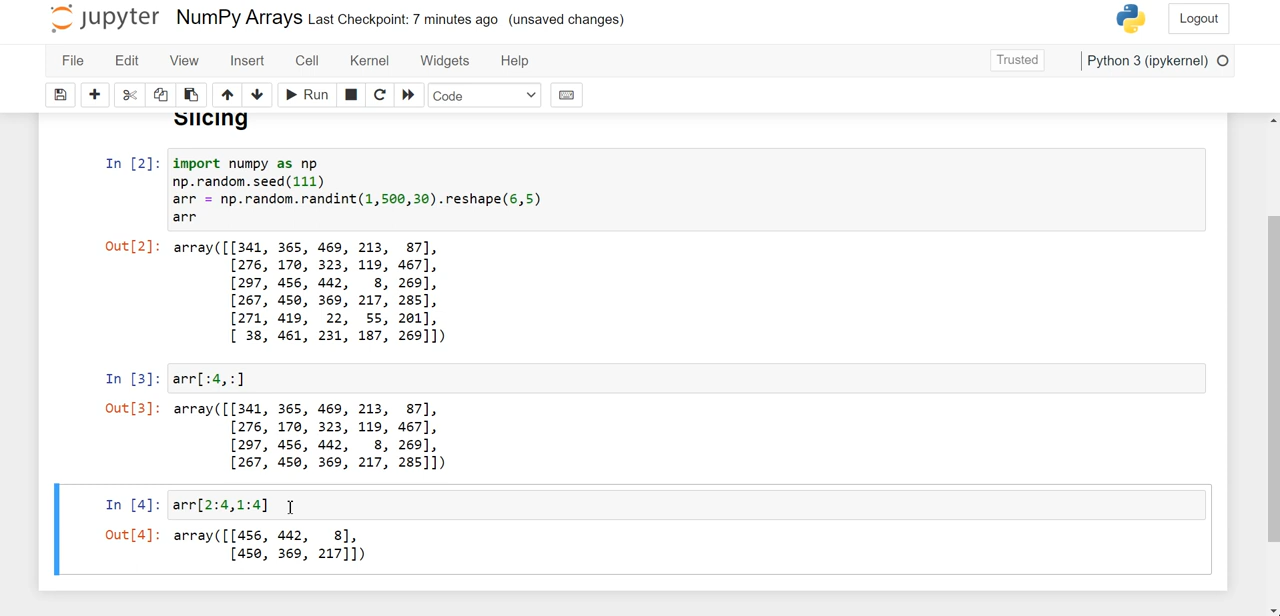 jupyter NumPy Arrays Last Checkpoint: 7 minutes ago (unsaved changes) Logout
File Edit View Insert Cell Kernel Widgets Help Trusted Python 3 (ipykernel)
Run Code
Slicing
In [2]: import numpy as np
np.random.seed(111)
arr = np.random.randint(1,500,30).reshape(6,5)
arr
Out[2]: array([[341, 365, 469, 213,  87],
[276, 170, 323, 119, 467],
[297, 456, 442,   8, 269],
[267, 450, 369, 217, 285],
[271, 419,  22,  55, 201],
[ 38, 461, 231, 187, 269]])
In [3]: arr[:4,:]
Out[3]: array([[341, 365, 469, 213,  87],
[276, 170, 323, 119, 467],
[297, 456, 442,   8, 269],
[267, 450, 369, 217, 285]])
In [4]: arr[2:4,1:4]
Out[4]: array([[456, 442,   8],
[450, 369, 217]])